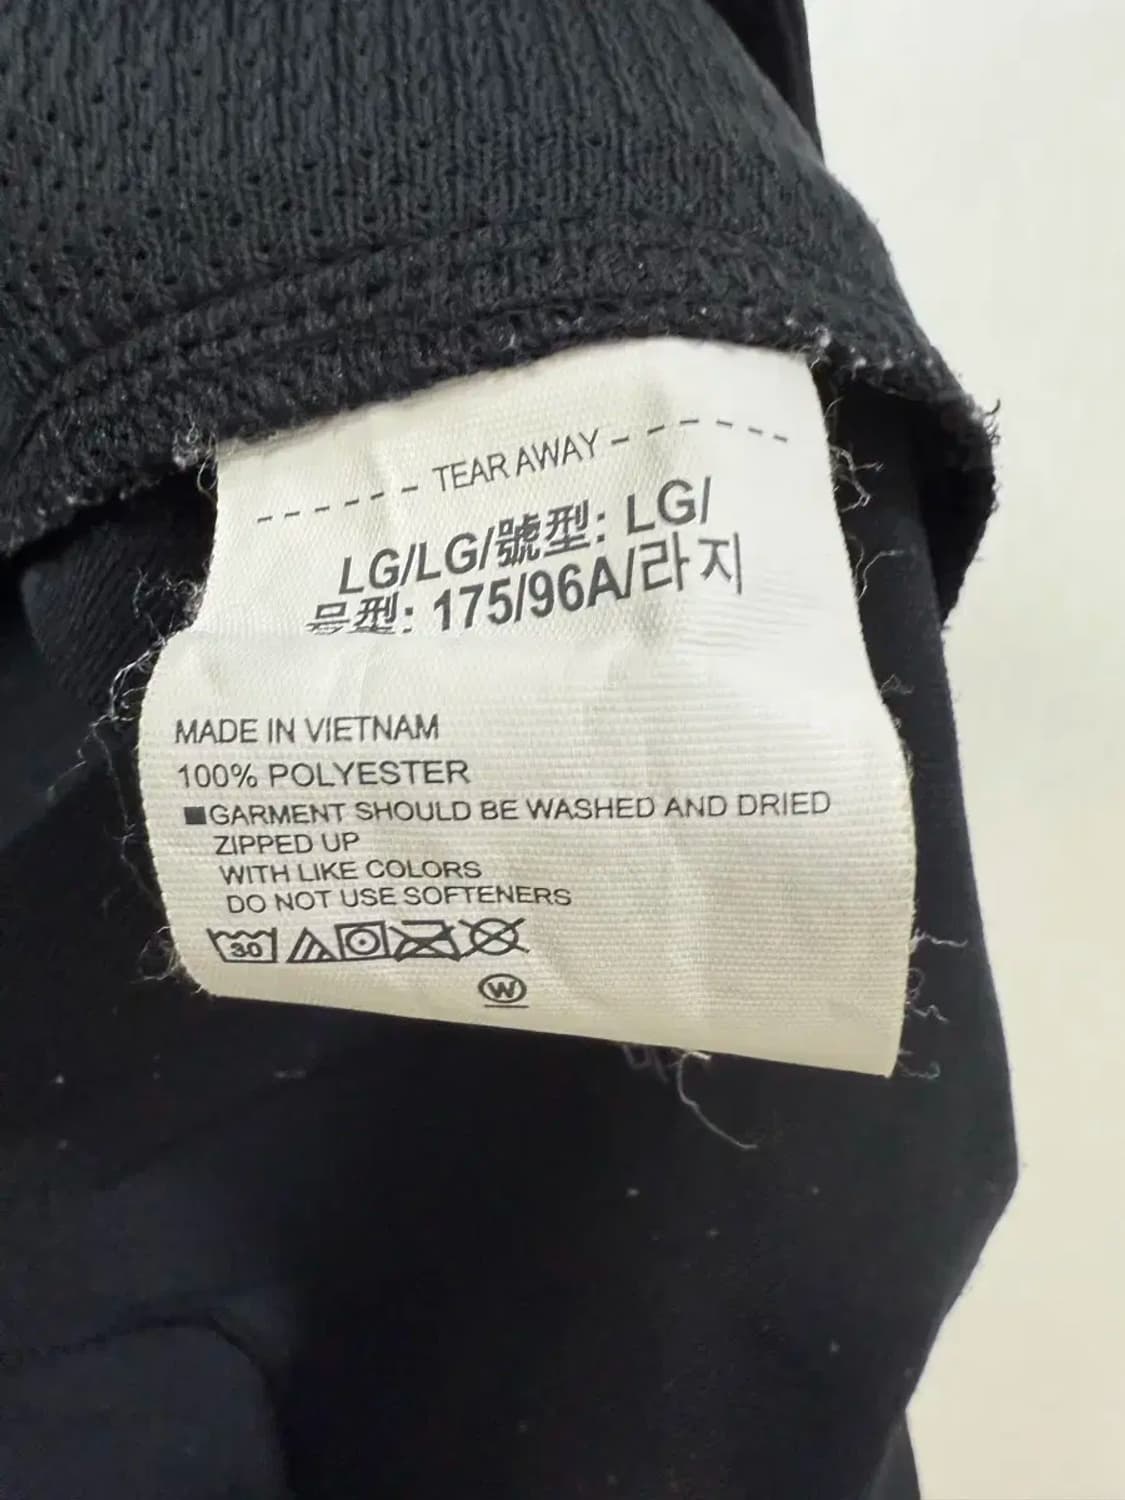 TEAR AWAY
LG/LG/號型: LG/
号型: 175/96A/라지
MADE IN VIETNAM
100% POLYESTER
■GARMENT SHOULD BE WASHED AND DRIED
ZIPPED UP
WITH LIKE COLORS
DO NOT USE SOFTENERS
30
W